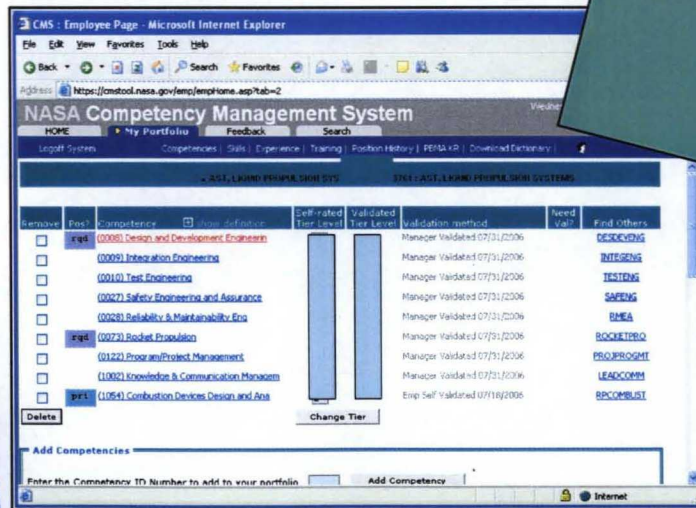 CMS : Employee Page - Microsoft Internet Explorer
File Edit View Favorites Tools Help
Back Search Favorites
Address https://cmstool.nasa.gov/emp/empHome.asp?tab=2
NASA Competency Management System
HOME My Portfolio Feedback Search
Logoff System Competencies | Skills | Experience | Training | Position History | PEMA KR | Download Dictionary |
AST, LIQUID PROPULSION SYS 3761 : AST, LIQUID PROPULSION SYSTEMS
Remove Pos? Competency + show definition Self-rated Tier Level Validated Tier Level Validation method Need Val? Find Others
rqd (0008) Design and Development Engineerin Manager Validated 07/31/2006 DESDEVENG
(0009) Integration Engineering Manager Validated 07/31/2006 INTEGENG
(0010) Test Engineering Manager Validated 07/31/2006 TESTENG
(0027) Safety Engineering and Assurance Manager Validated 07/31/2006 SAFENG
(0028) Reliability & Maintainability Eng Manager Validated 07/31/2006 RMEA
rqd (0073) Rocket Propulsion Manager Validated 07/31/2006 ROCKETPRO
(0122) Program/Project Management Manager Validated 07/31/2006 PROJPROGMT
(1002) Knowledge & Communication Managem Manager Validated 07/31/2006 LEADCOMM
pri (1054) Combustion Devices Design and Ana Emp Self Validated 07/18/2006 RPCOMBUST
Delete Change Tier
Add Competencies
Enter the Competency ID Number to add to your portfolio Add Competency
Internet